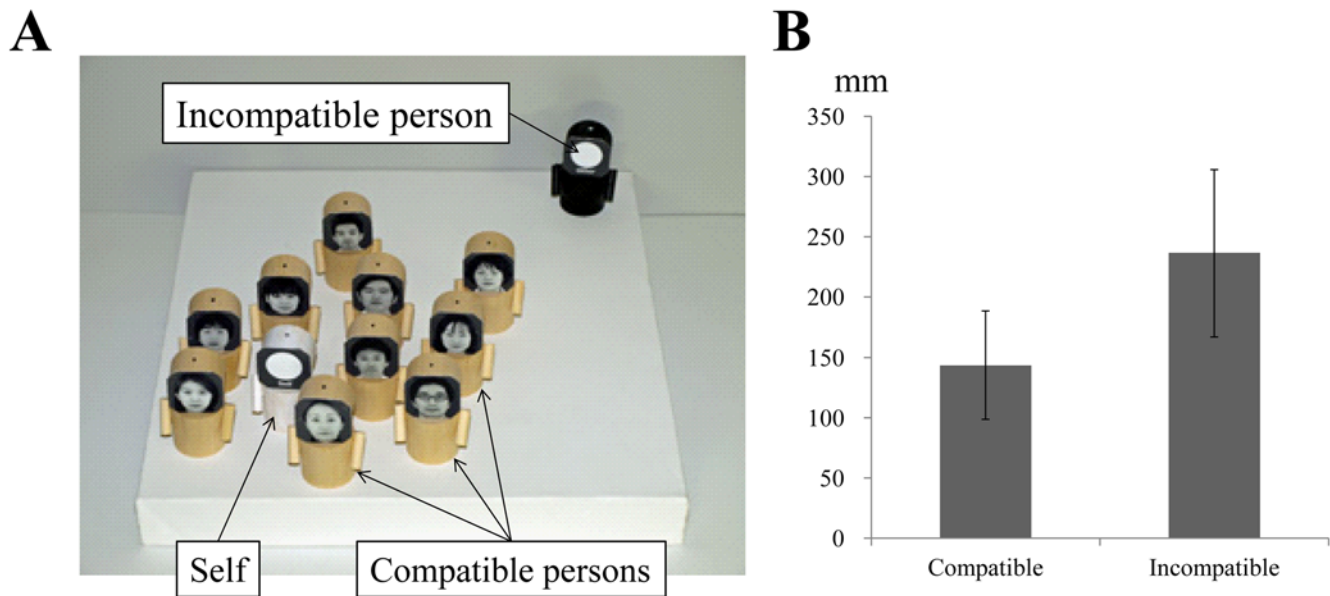 A
Incompatible person
Self
Compatible persons
B
mm
350
300
250
200
150
100
50
0
Compatible
Incompatible